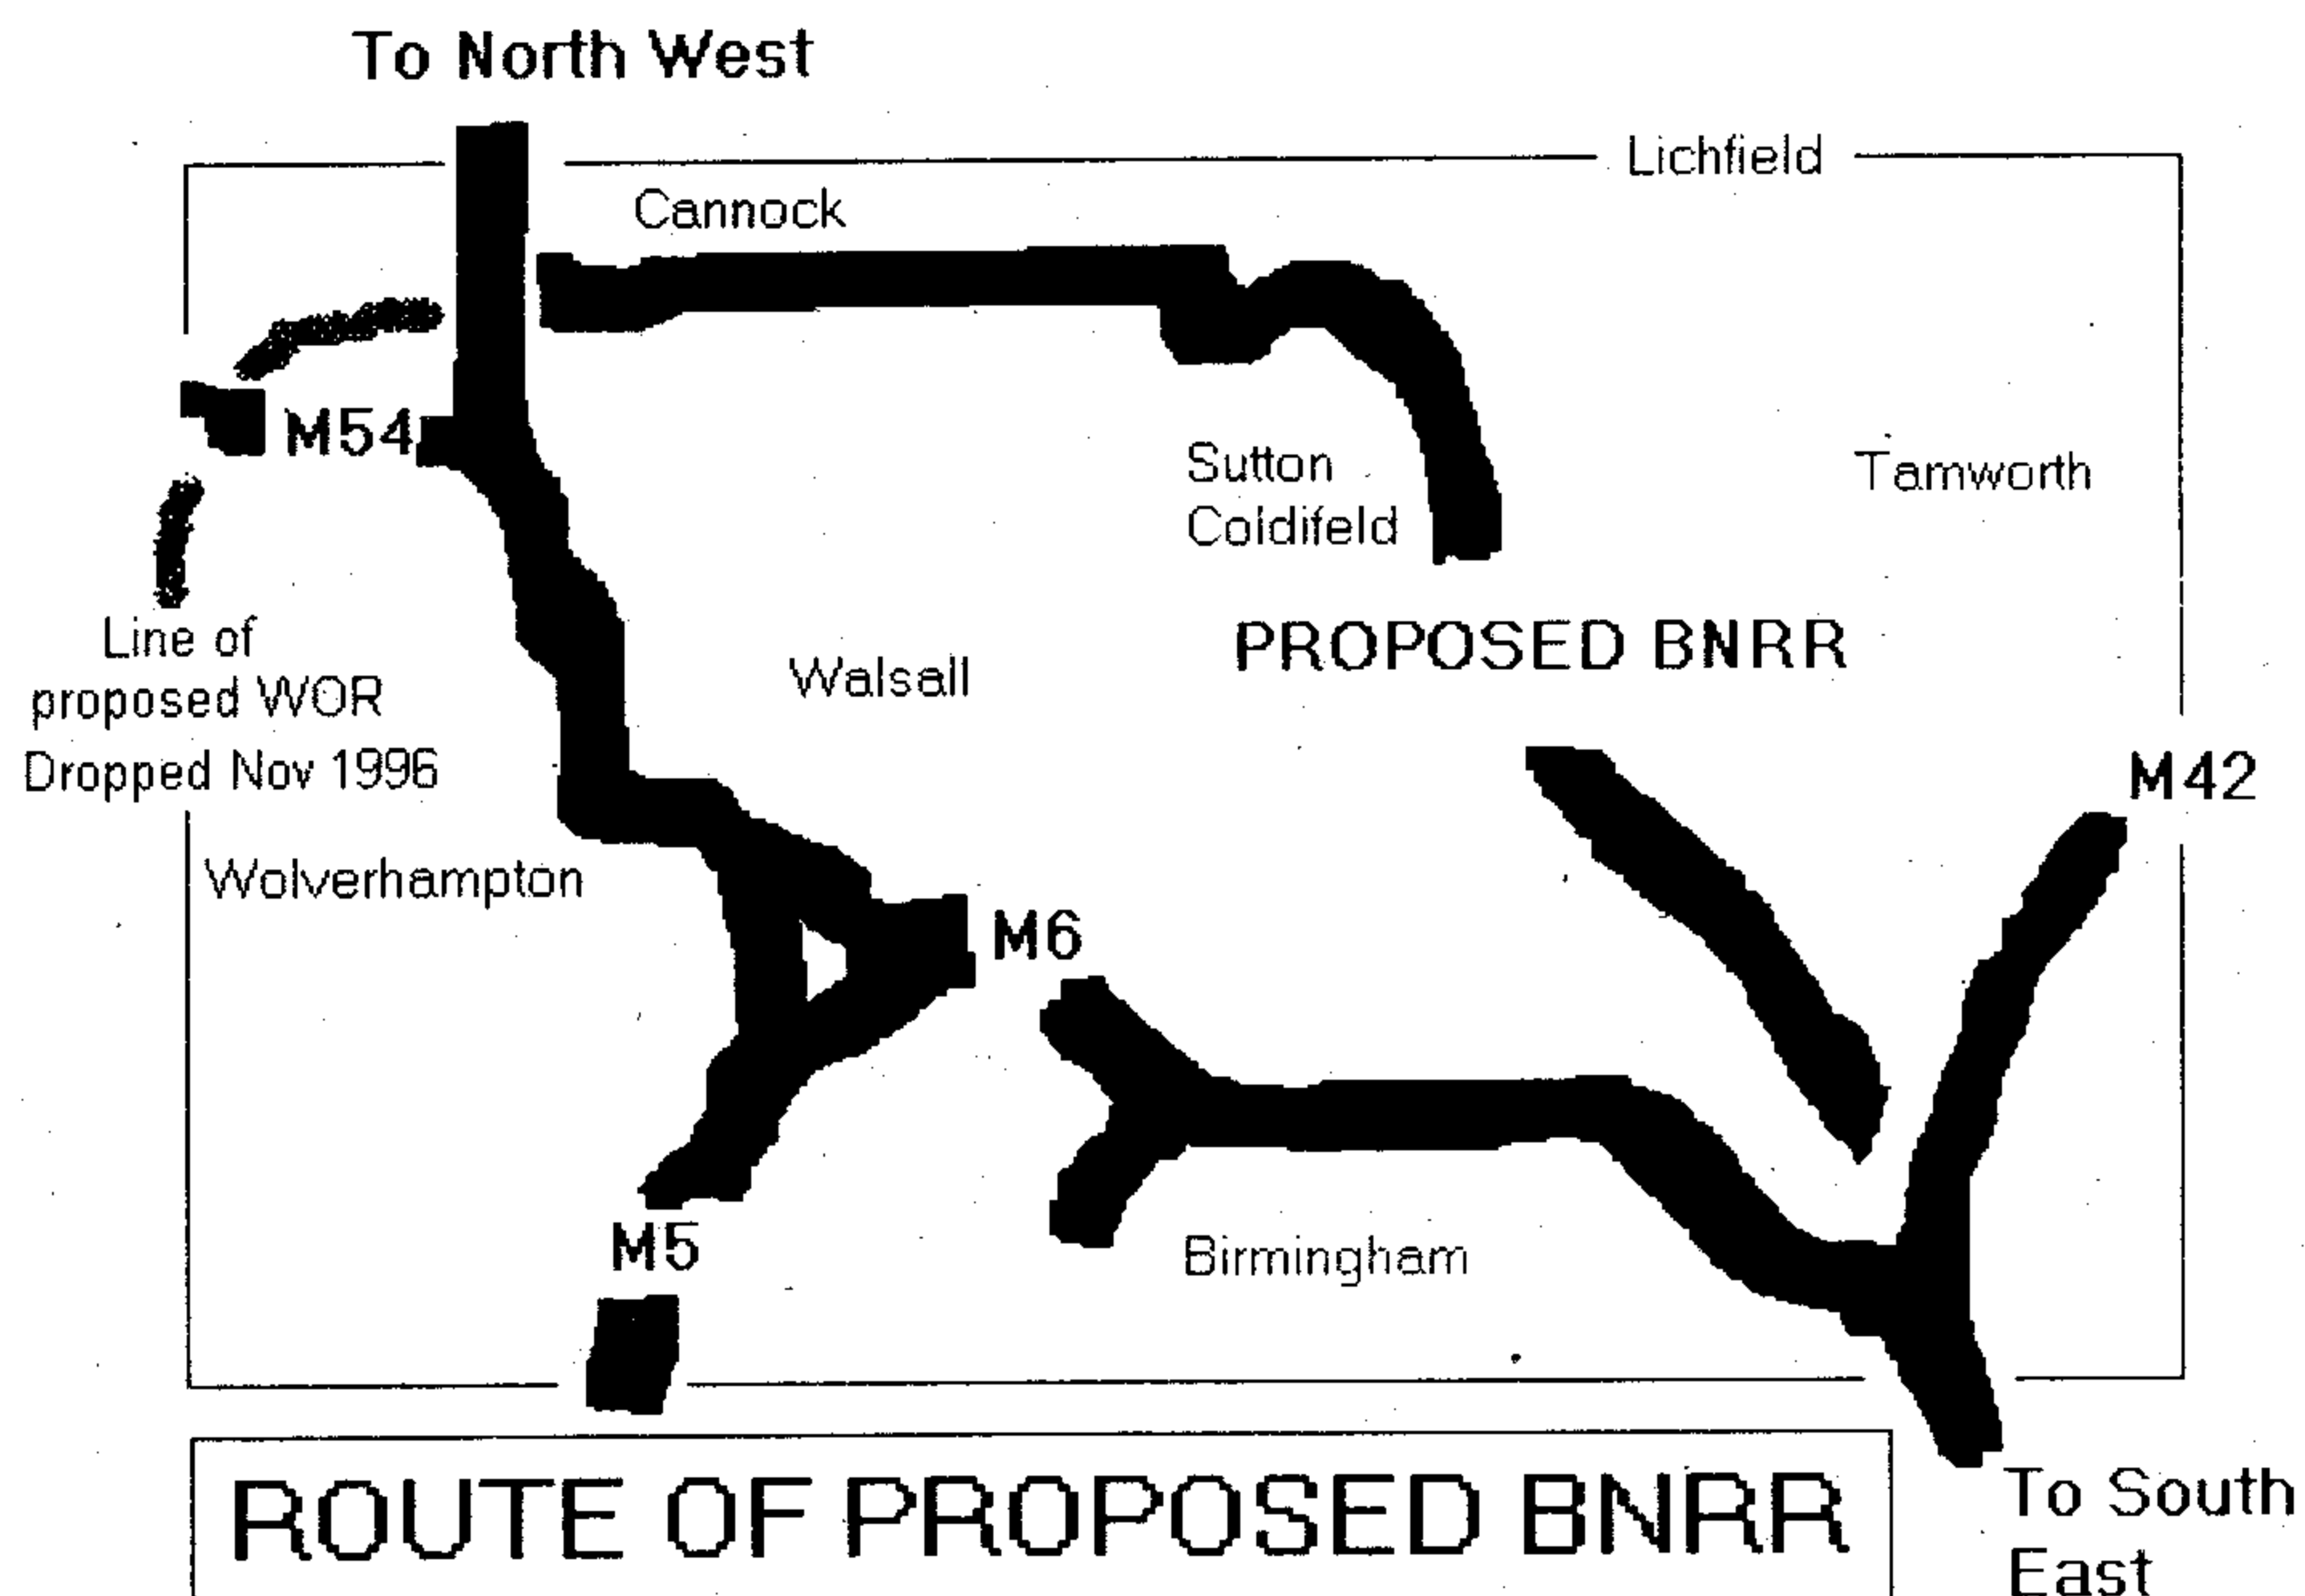 To North West
Lichfield
Cannock
M54
Sutton
Coldifeld
Tamworth
Line of
proposed WOR
Dropped Nov 1996
PROPOSED BNRR
Walsall
M42
Wolverhampton
M6
M5
Birmingham
ROUTE OF PROPOSED BNRR
To South
East